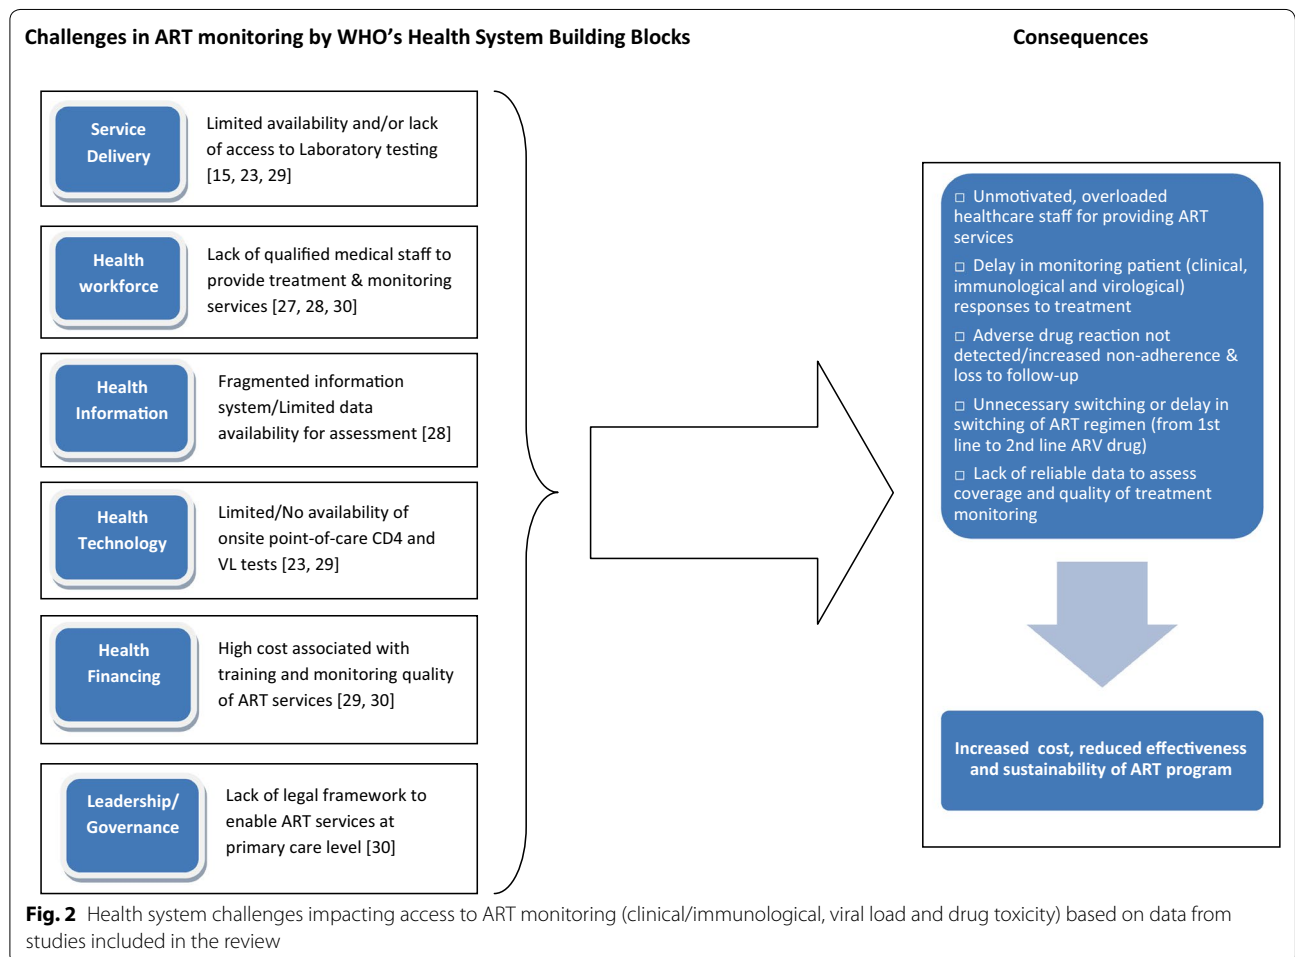 Challenges in ART monitoring by WHO's Health System Building Blocks
Consequences
Service
Delivery
Limited availability and/or lack
of access to Laboratory testing
[15, 23, 29]
Health
workforce
Lack of qualified medical staff to
provide treatment & monitoring
services [27, 28, 30]
Health
Information
Fragmented information
system/Limited data
availability for assessment [28]
Health
Technology
Limited/No availability of
onsite point-of-care CD4 and
VL tests [23, 29]
Health
Financing
High cost associated with
training and monitoring quality
of ART services [29, 30]
Leadership/
Governance
Lack of legal framework to
enable ART services at
primary care level [30]
□ Unmotivated, overloaded
healthcare staff for providing ART
services
□ Delay in monitoring patient (clinical,
immunological and virological)
responses to treatment
□ Adverse drug reaction not
detected/increased non-adherence &
loss to follow-up
□ Unnecessary switching or delay in
switching of ART regimen (from 1st
line to 2nd line ARV drug)
□ Lack of reliable data to assess
coverage and quality of treatment
monitoring
Increased cost, reduced effectiveness
and sustainability of ART program
Fig. 2 Health system challenges impacting access to ART monitoring (clinical/immunological, viral load and drug toxicity) based on data from
studies included in the review